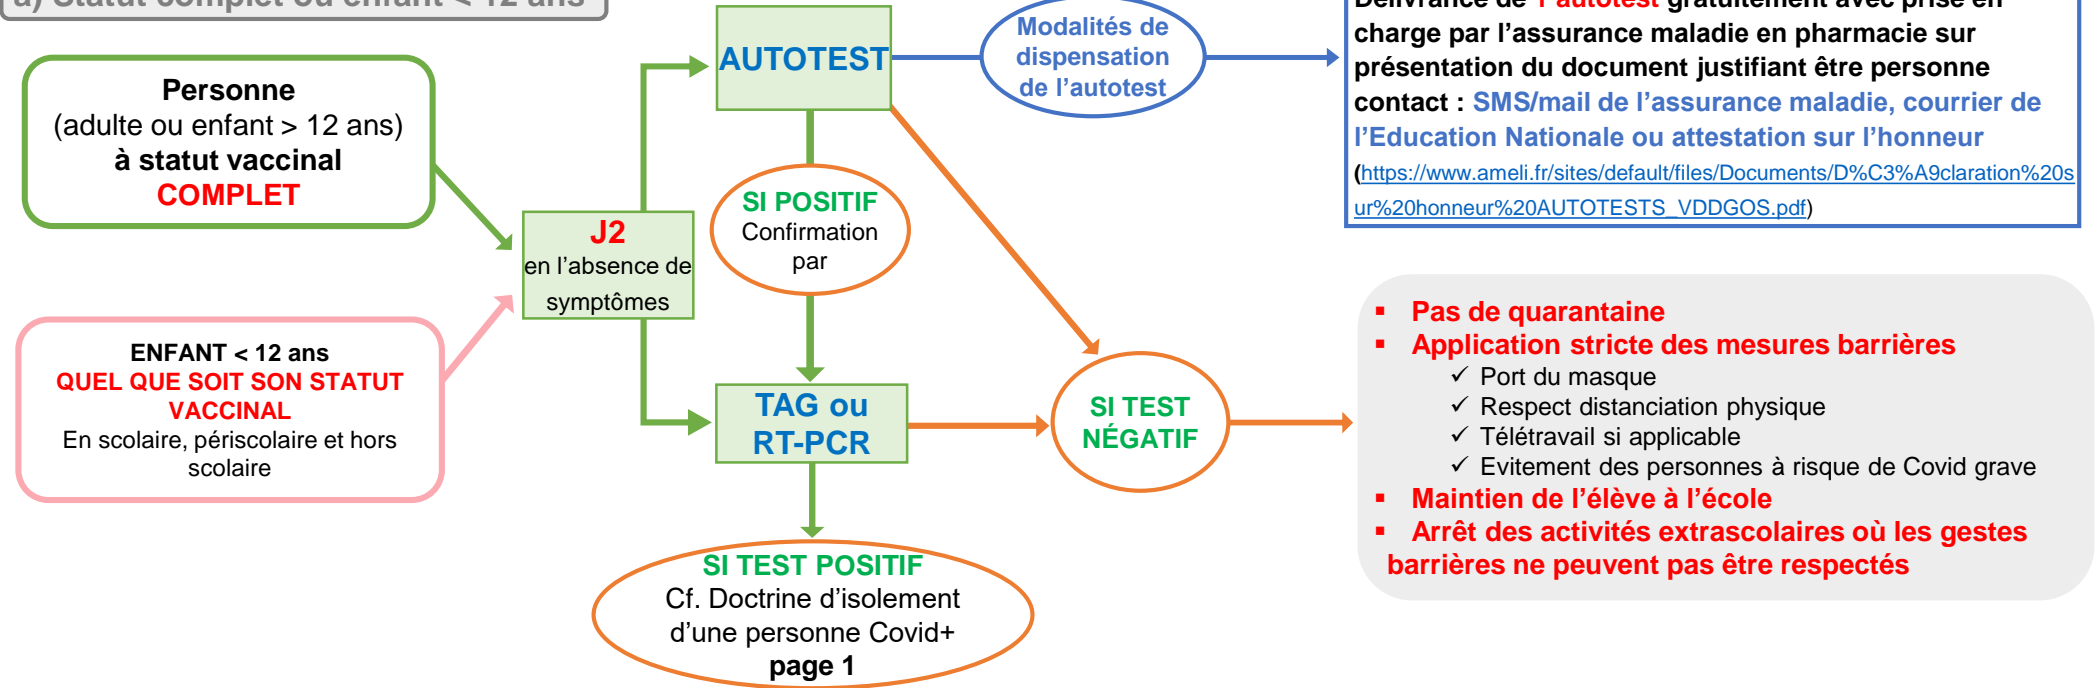 a) Statut complet ou enfant < 12 ans
Personne
(adulte ou enfant > 12 ans)
à statut vaccinal
COMPLET
ENFANT < 12 ans
QUEL QUE SOIT SON STATUT
VACCINAL
En scolaire, périscolaire et hors
scolaire
J2
en l’absence de
symptômes
AUTOTEST
SI POSITIF
Confirmation
par
TAG ou
RT-PCR
SI TEST POSITIF
Cf. Doctrine d’isolement
d’une personne Covid+
page 1
Modalités de
dispensation
de l’autotest
Délivrance de 1 autotest gratuitement avec prise en
charge par l’assurance maladie en pharmacie sur
présentation du document justifiant être personne
contact : SMS/mail de l’assurance maladie, courrier de
l’Education Nationale ou attestation sur l’honneur
(https://www.ameli.fr/sites/default/files/Documents/D%C3%A9claration%20s
ur%20honneur%20AUTOTESTS_VDDGOS.pdf)
SI TEST
NÉGATIF
▪ Pas de quarantaine
▪ Application stricte des mesures barrières
✓ Port du masque
✓ Respect distanciation physique
✓ Télétravail si applicable
✓ Evitement des personnes à risque de Covid grave
▪ Maintien de l’élève à l’école
▪ Arrêt des activités extrascolaires où les gestes
barrières ne peuvent pas être respectés